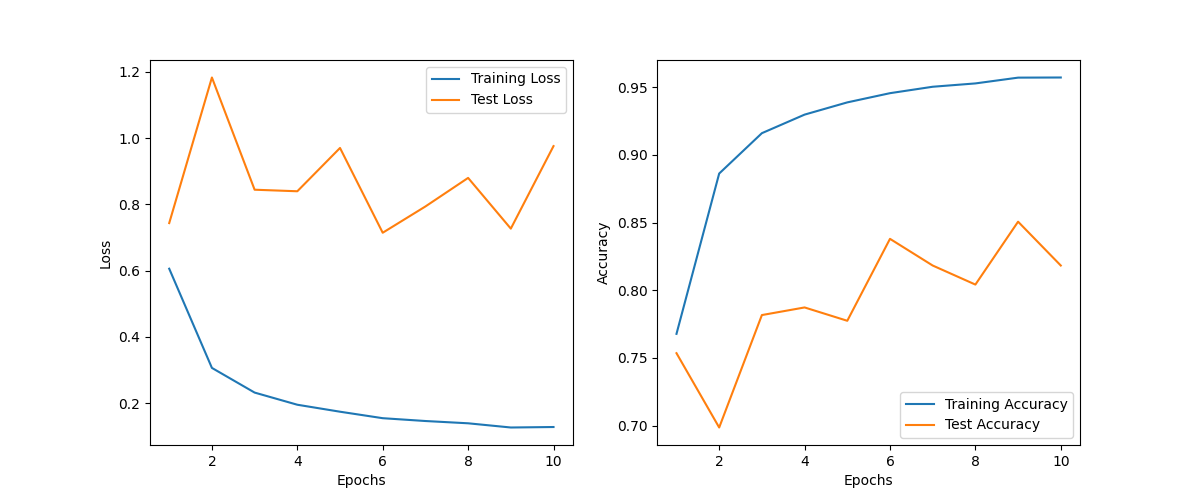 1.2
1.0
0.8
0.6
0.4
0.2
Loss
2 4 6 8 10
Epochs
Training Loss
Test Loss
0.95
0.90
0.85
0.80
0.75
0.70
Accuracy
2 4 6 8 10
Epochs
Training Accuracy
Test Accuracy